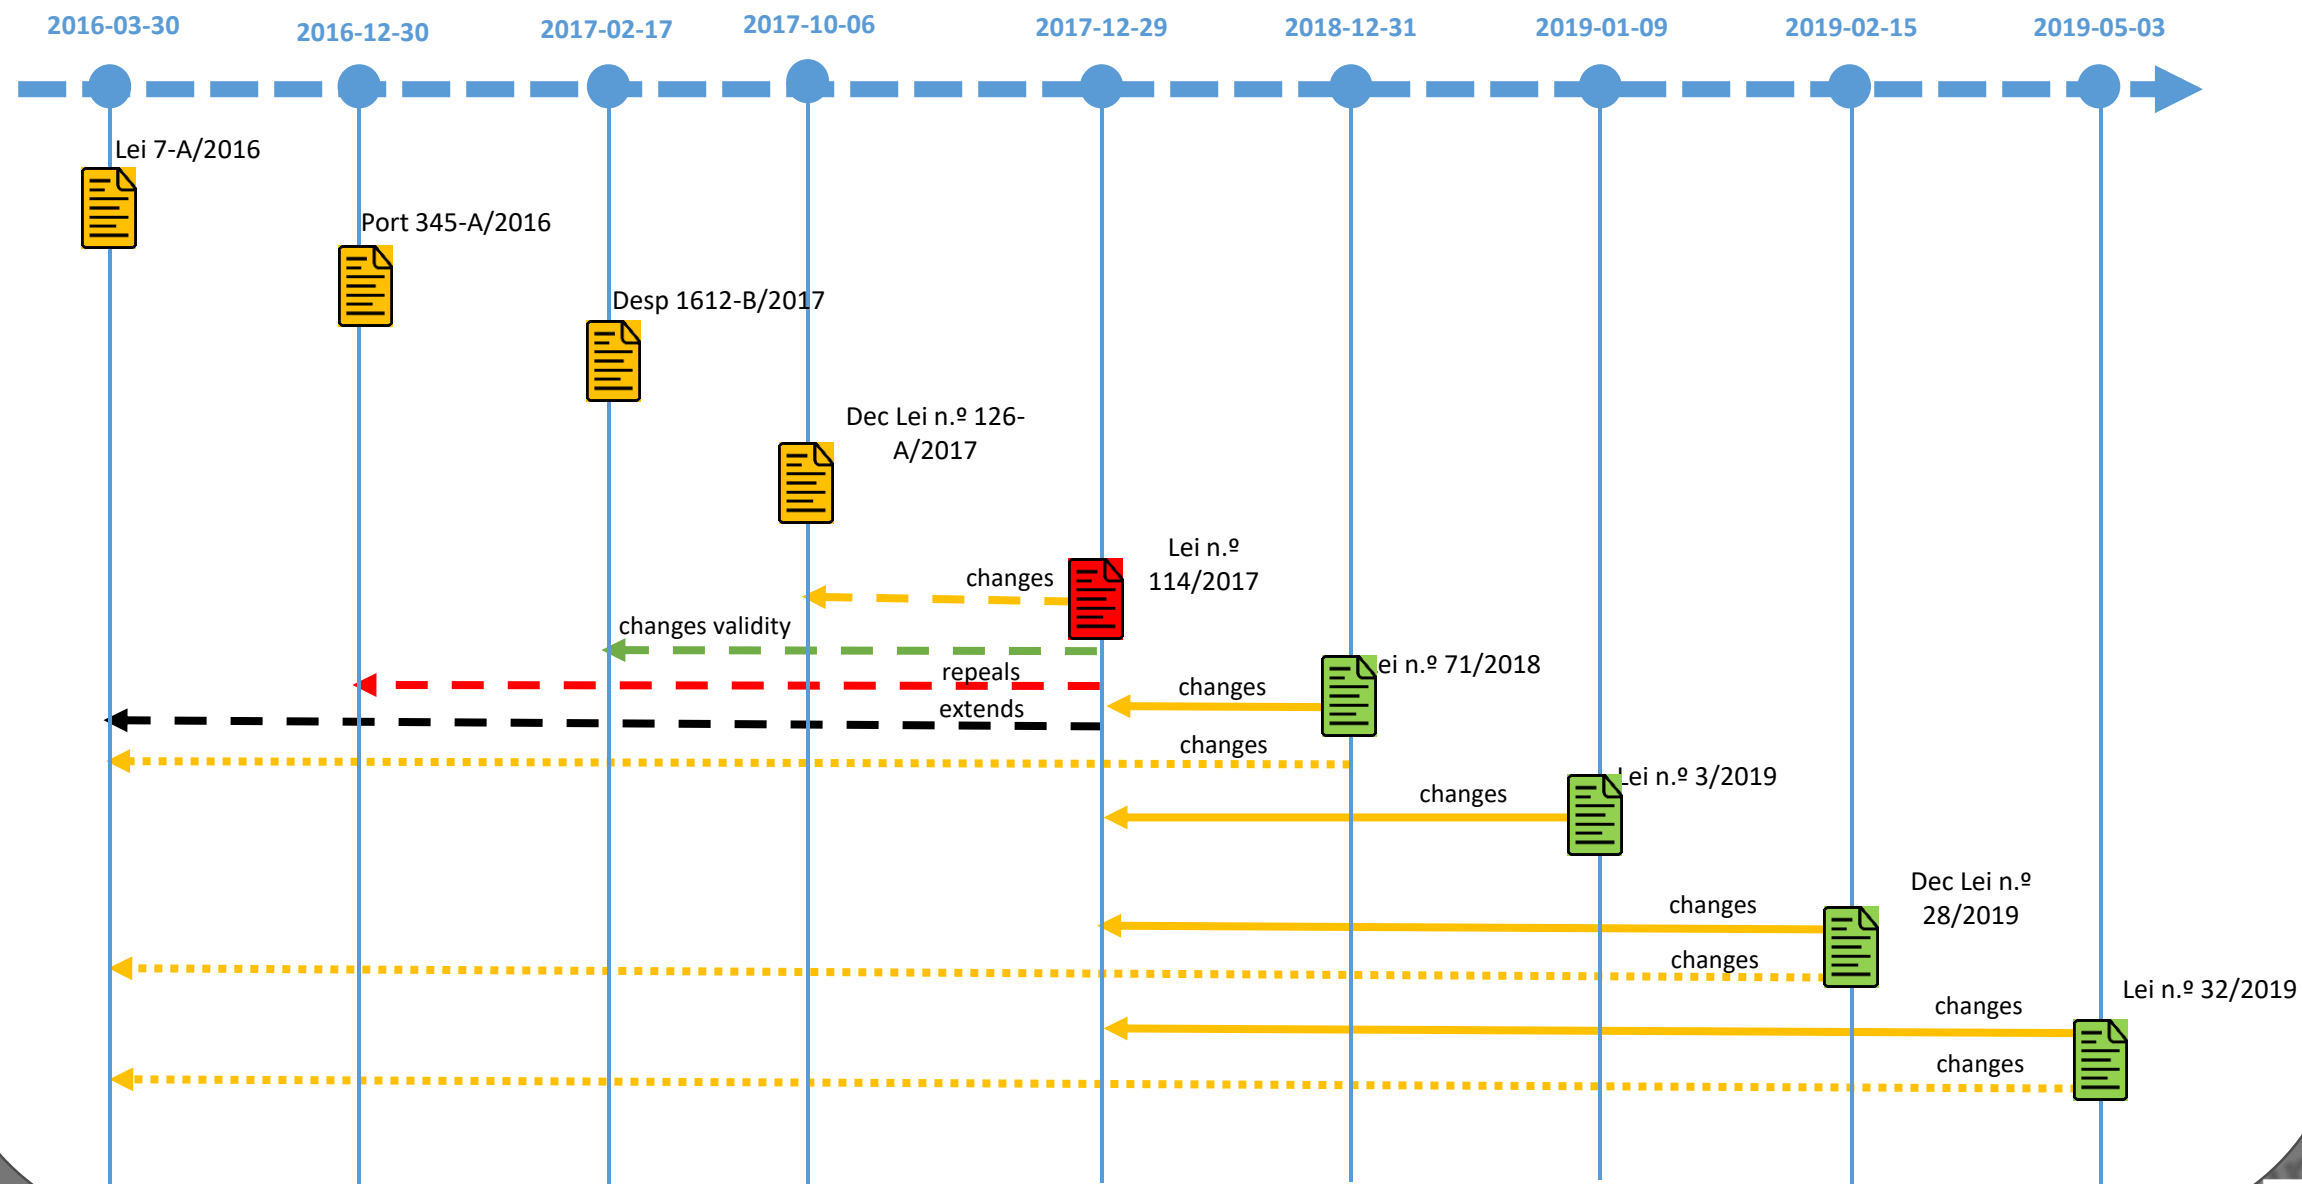 2016-03-30
2016-12-30
2017-02-17
2017-10-06
2017-12-29
2018-12-31
2019-01-09
2019-02-15
2019-05-03
Lei 7-A/2016
Port 345-A/2016
Desp 1612-B/2017
Dec Lei n.º 126-
A/2017
Lei n.º
114/2017
changes
changes validity
repeals
extends
Lei n.º 71/2018
changes
changes
Lei n.º 3/2019
changes
Dec Lei n.º
28/2019
changes
changes
Lei n.º 32/2019
changes
changes